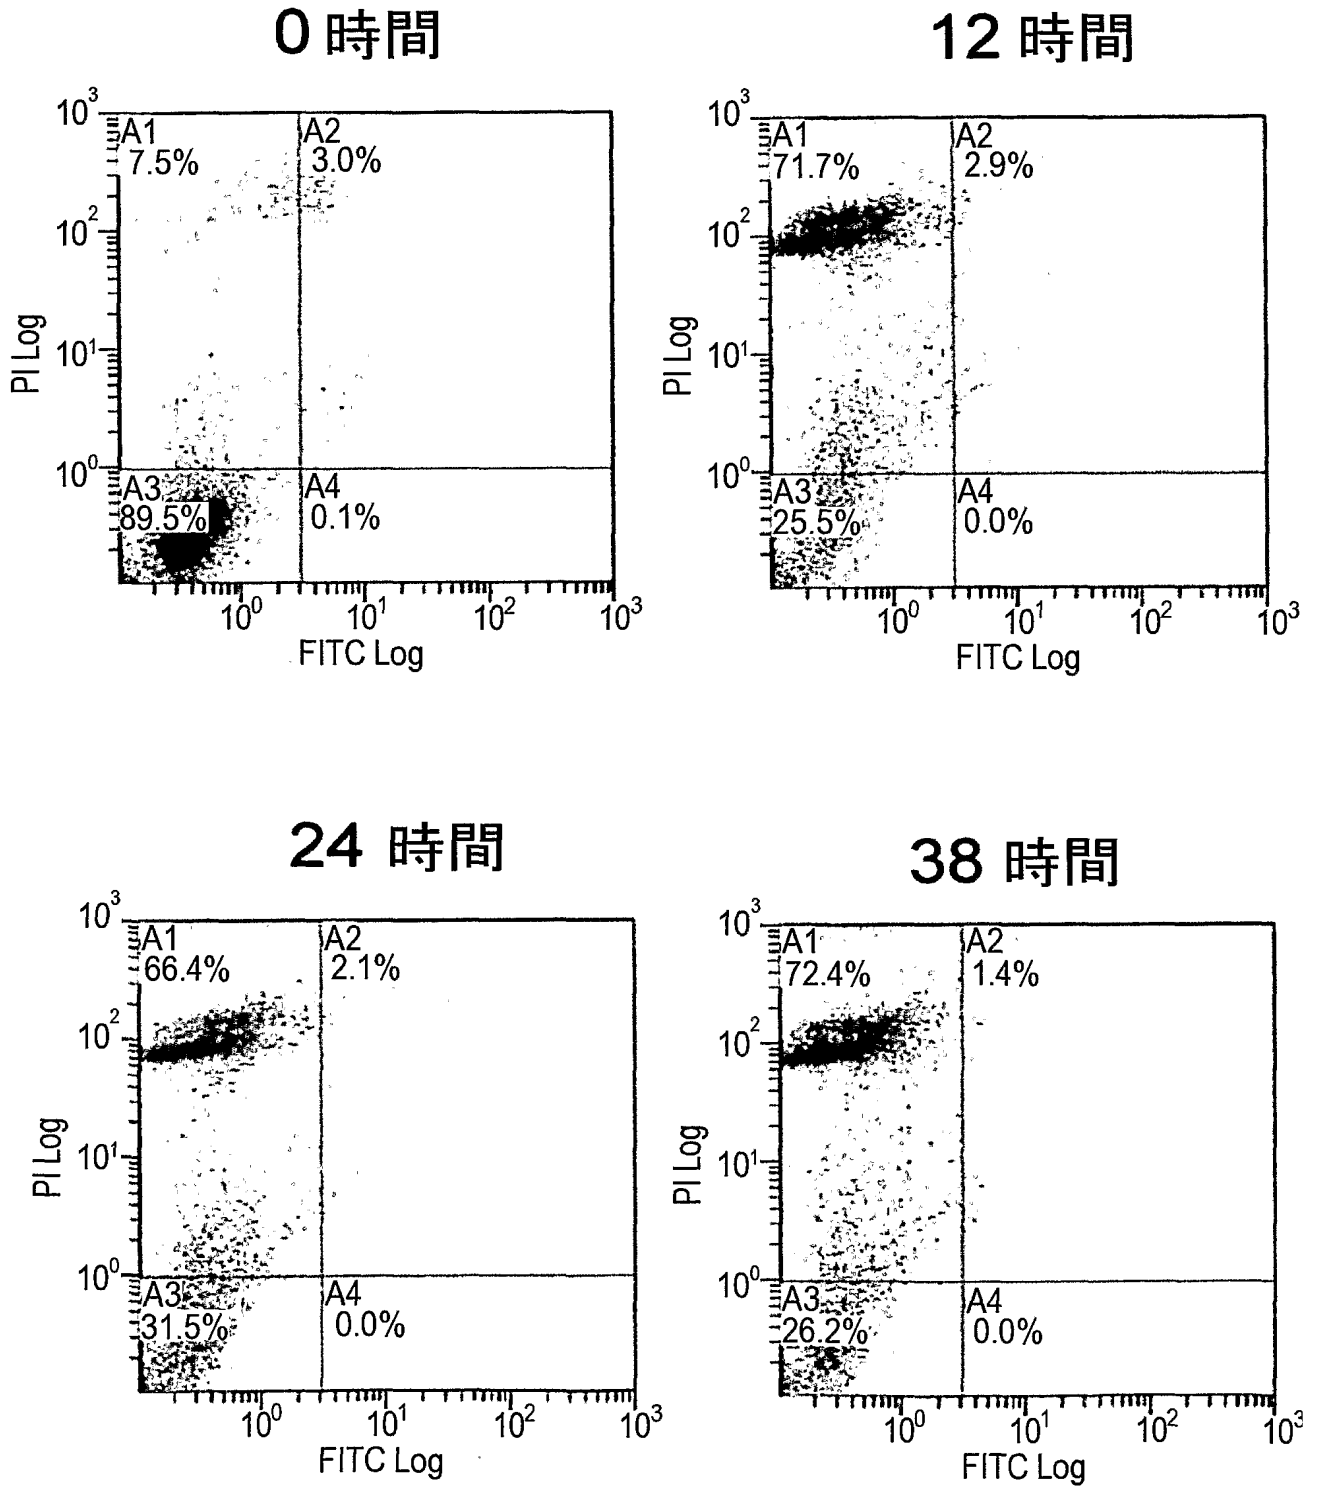 0 時間
10³
A1
7.5%
A2
3.0%
10²
10¹
10⁰
A3
89.5%
A4
0.1%
PI Log
10⁰ 10¹ 10² 10³
FITC Log
12 時間
10³
A1
71.7%
A2
2.9%
10²
10¹
10⁰
A3
25.5%
A4
0.0%
PI Log
10⁰ 10¹ 10² 10³
FITC Log
24 時間
10³
A1
66.4%
A2
2.1%
10²
10¹
10⁰
A3
31.5%
A4
0.0%
PI Log
10⁰ 10¹ 10² 10³
FITC Log
38 時間
10³
A1
72.4%
A2
1.4%
10²
10¹
10⁰
A3
26.2%
A4
0.0%
PI Log
10⁰ 10¹ 10² 10³
FITC Log